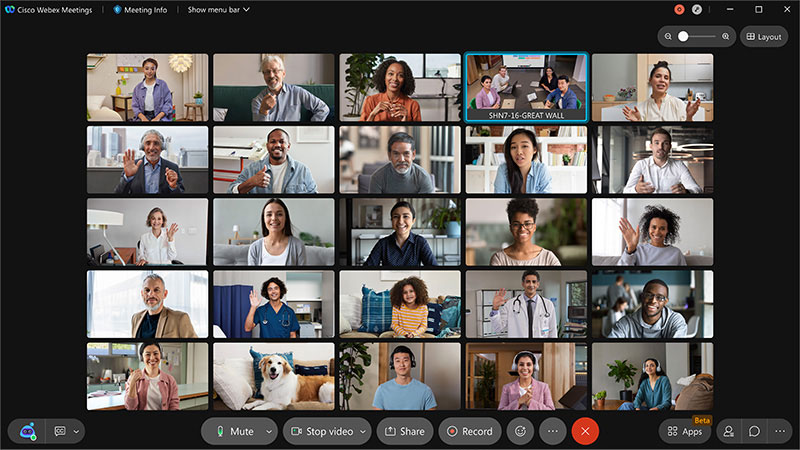 Cisco Webex Meetings
Meeting Info
Show menu bar
Layout
SHN7-16-GREAT WALL
Mute
Stop video
Share
Record
Apps
Beta